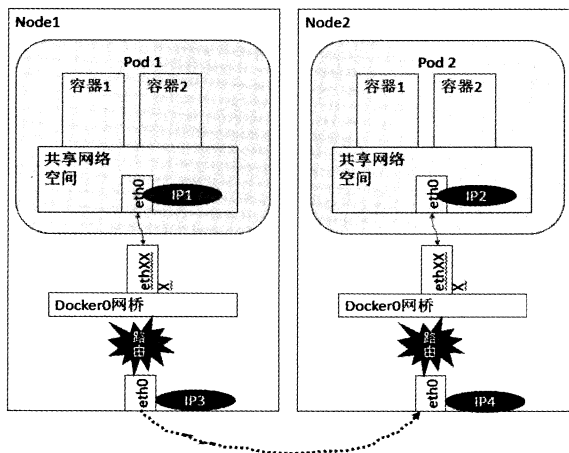 Node1
Pod 1
容器1
容器2
共享网络
空间
eth0
IP1
ethXX
X
Docker0网桥
路由
eth0
IP3
Node2
Pod 2
容器1
容器2
共享网络
空间
eth0
IP2
ethXX
X
Docker0网桥
路由
eth0
IP4